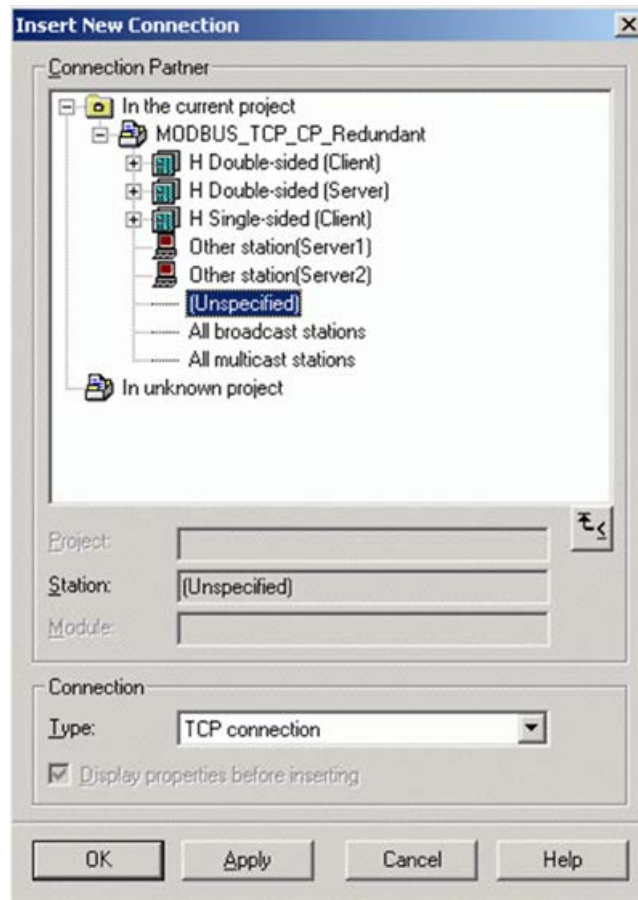 Insert New Connection
Connection Partner
In the current project
MODBUS_TCP_CP_Redundant
H Double-sided (Client)
H Double-sided (Server)
H Single-sided (Client)
Other station(Server1)
Other station(Server2)
(Unspecified)
All broadcast stations
All multicast stations
In unknown project
Project:
Station: (Unspecified)
Module:
Connection
Type: TCP connection
Display properties before inserting
OK Apply Cancel Help